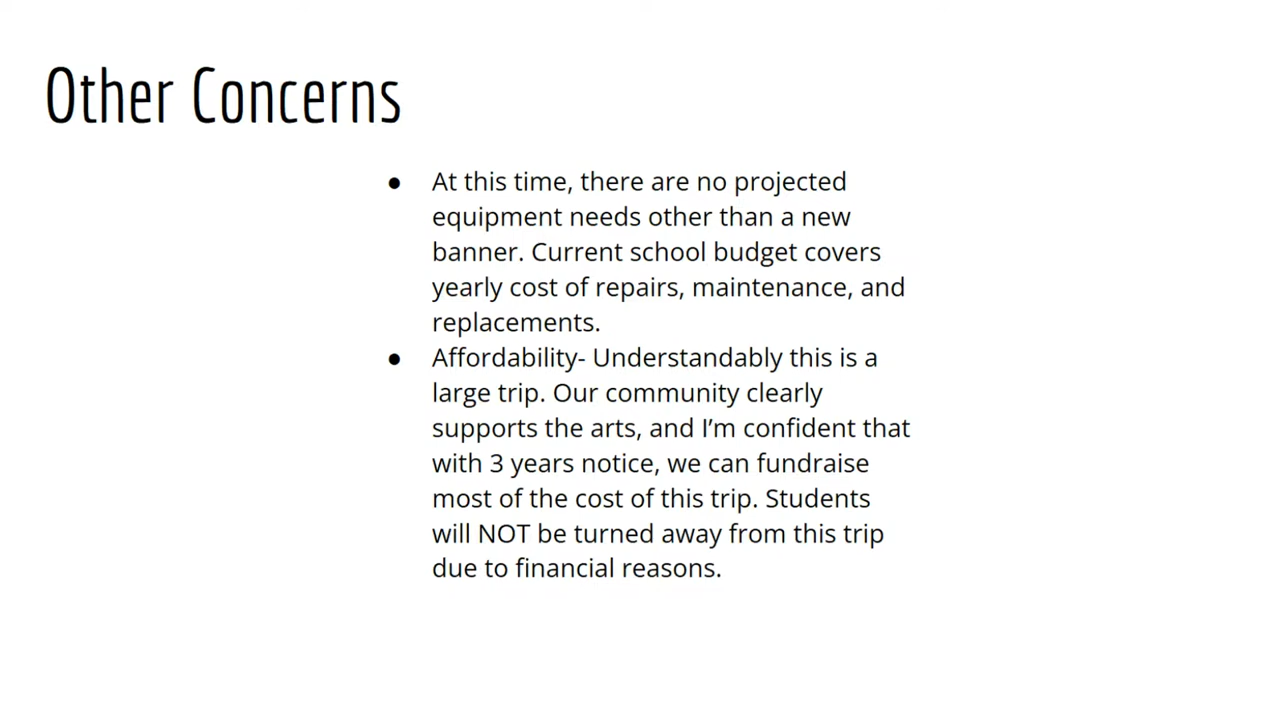 Other Concerns
● At this time, there are no projected
equipment needs other than a new
banner. Current school budget covers
yearly cost of repairs, maintenance, and
replacements.
● Affordability- Understandably this is a
large trip. Our community clearly
supports the arts, and I’m confident that
with 3 years notice, we can fundraise
most of the cost of this trip. Students
will NOT be turned away from this trip
due to financial reasons.